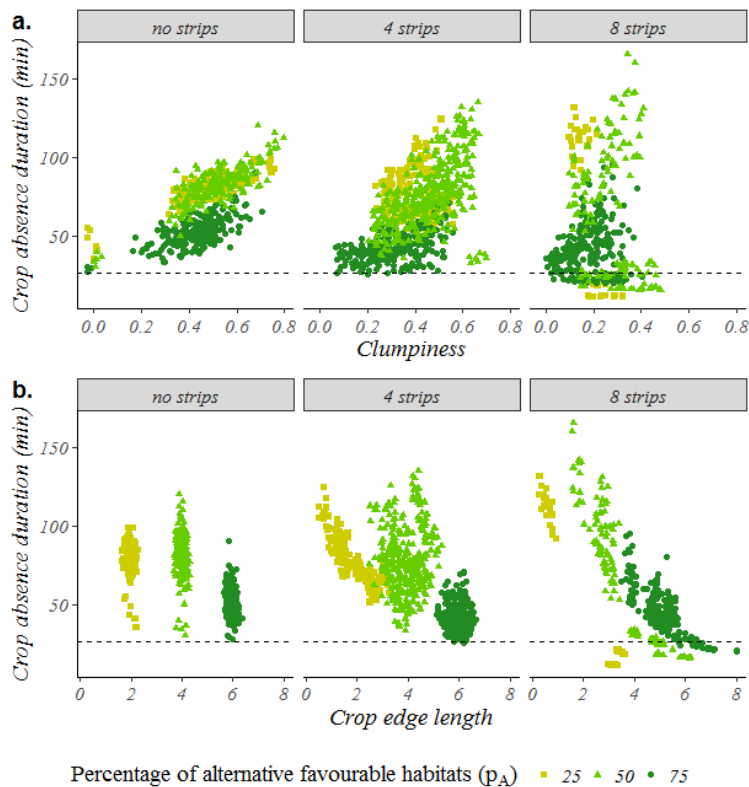 a.
no strips 4 strips 8 strips
Crop absence duration (min)
150
100
50
0.0 0.2 0.4 0.6 0.8 0.0 0.2 0.4 0.6 0.8 0.0 0.2 0.4 0.6 0.8
Clumpiness
b.
no strips 4 strips 8 strips
Crop absence duration (min)
150
100
50
0 2 4 6 8 0 2 4 6 8 0 2 4 6 8
Crop edge length
Percentage of alternative favourable habitats (pA) 25 50 75